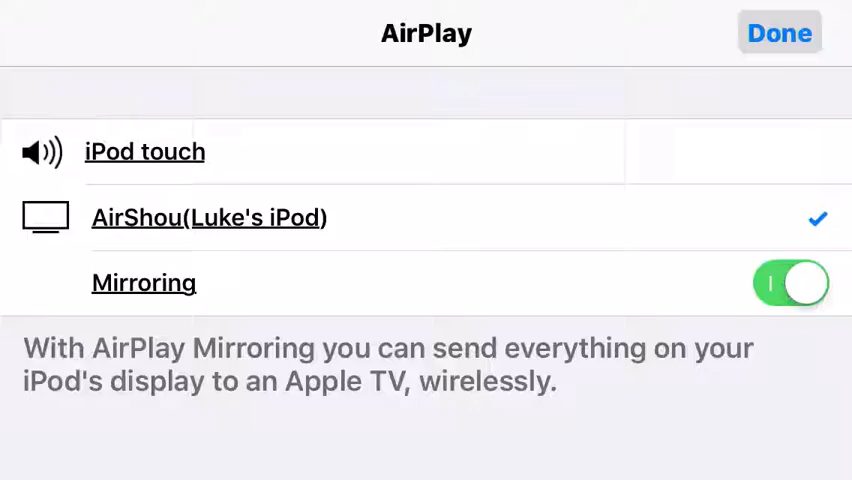 AirPlay
Done
iPod touch
AirShou(Luke's iPod)
Mirroring
With AirPlay Mirroring you can send everything on your
iPod's display to an Apple TV, wirelessly.